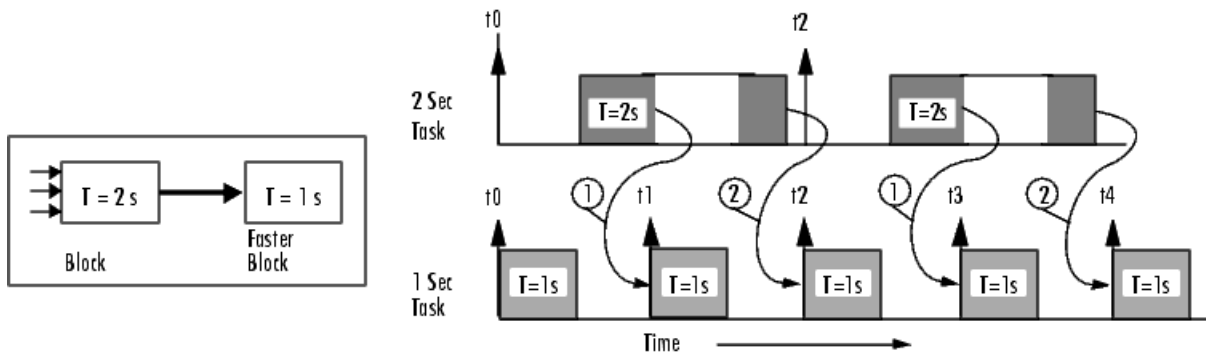 T = 2 s
T = 1 s
Block
Faster
Block
t0
t2
2 Sec
Task
T=2s
T=2s
1
2
1
2
t0
t1
t2
t3
t4
1 Sec
Task
T=1s
T=1s
T=1s
T=1s
T=1s
Time